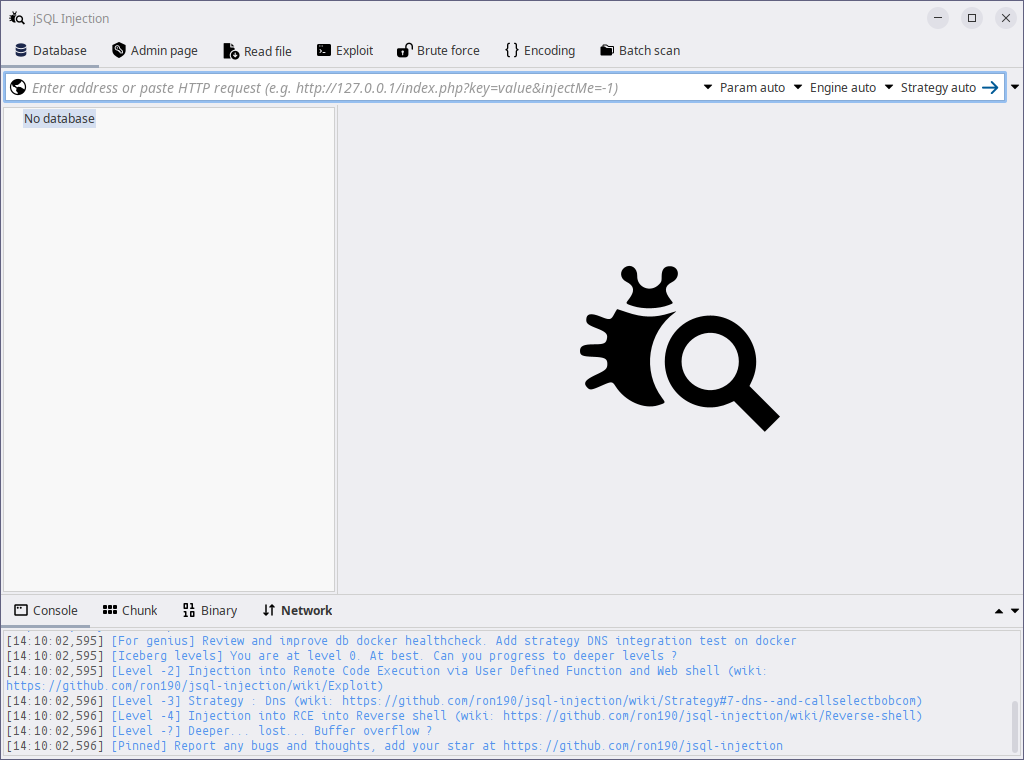 jSQL Injection
Database Admin page Read file Exploit Brute force Encoding Batch scan
Enter address or paste HTTP request (e.g. http://127.0.0.1/index.php?key=value&injectMe=-1) Param auto Engine auto Strategy auto
No database
Console Chunk Binary Network
[14:10:02,595] [For genius] Review and improve db docker healthcheck. Add strategy DNS integration test on docker
[14:10:02,595] [Iceberg levels] You are at level 0. At best. Can you progress to deeper levels ?
[14:10:02,595] [Level -2] Injection into Remote Code Execution via User Defined Function and Web shell (wiki:
https://github.com/ron190/jsql-injection/wiki/Exploit)
[14:10:02,596] [Level -3] Strategy : Dns (wiki: https://github.com/ron190/jsql-injection/wiki/Strategy#7-dns--and-callselectbobcom)
[14:10:02,596] [Level -4] Injection into RCE into Reverse shell (wiki: https://github.com/ron190/jsql-injection/wiki/Reverse-shell)
[14:10:02,596] [Level -?] Deeper... lost... Buffer overflow ?
[14:10:02,596] [Pinned] Report any bugs and thoughts, add your star at https://github.com/ron190/jsql-injection